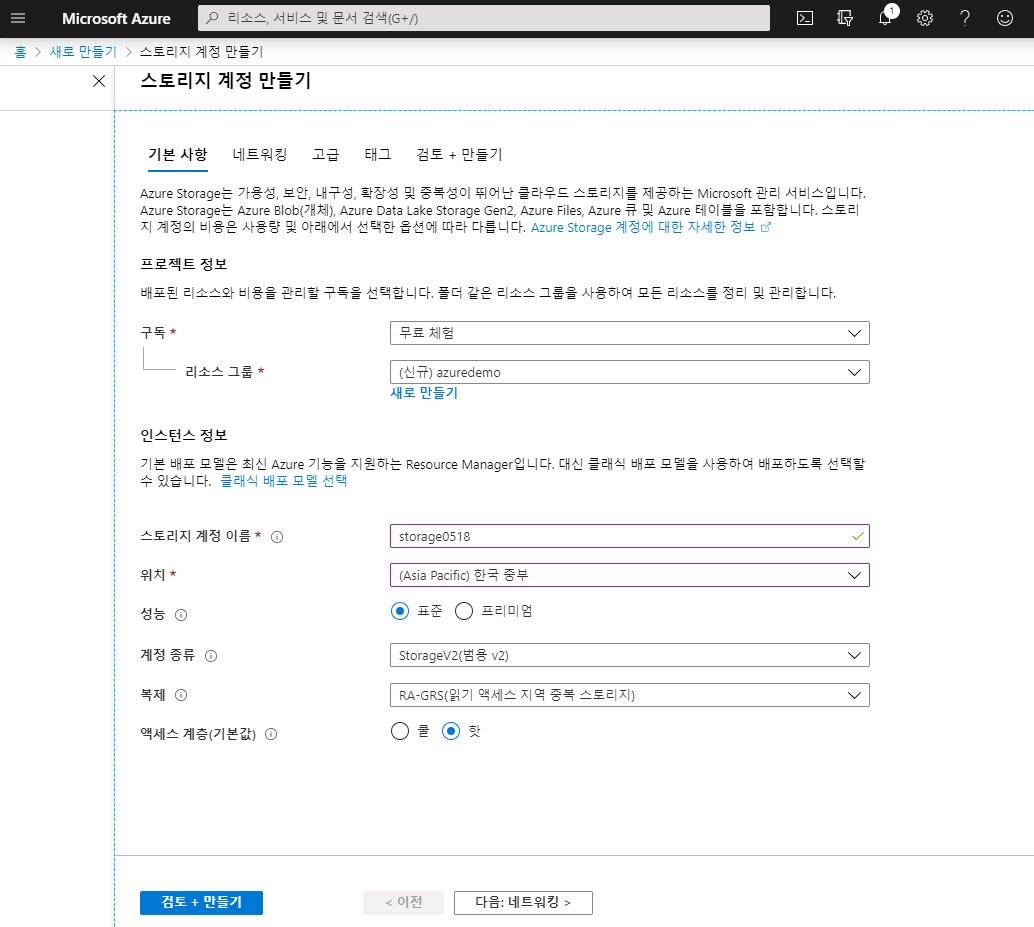 Microsoft Azure
리소스, 서비스 및 문서 검색(G+/)
1
홈 > 새로 만들기 > 스토리지 계정 만들기
스토리지 계정 만들기
기본 사항 네트워킹 고급 태그 검토 + 만들기
Azure Storage는 가용성, 보안, 내구성, 확장성 및 중복성이 뛰어난 클라우드 스토리지를 제공하는 Microsoft 관리 서비스입니다.
Azure Storage는 Azure Blob(개체), Azure Data Lake Storage Gen2, Azure Files, Azure 큐 및 Azure 테이블을 포함합니다. 스토리
지 계정의 비용은 사용량 및 아래에서 선택한 옵션에 따라 다릅니다. Azure Storage 계정에 대한 자세한 정보
프로젝트 정보
배포된 리소스와 비용을 관리할 구독을 선택합니다. 폴더 같은 리소스 그룹을 사용하여 모든 리소스를 정리 및 관리합니다.
구독 * 무료 체험
리소스 그룹 * (신규) azuredemo
새로 만들기
인스턴스 정보
기본 배포 모델은 최신 Azure 기능을 지원하는 Resource Manager입니다. 대신 클래식 배포 모델을 사용하여 배포하도록 선택할
수 있습니다. 클래식 배포 모델 선택
스토리지 계정 이름 * storage0518
위치 * (Asia Pacific) 한국 중부
성능 표준 프리미엄
계정 종류 StorageV2(범용 v2)
복제 RA-GRS(읽기 액세스 지역 중복 스토리지)
액세스 계층(기본값) 쿨 핫
검토 + 만들기 < 이전 다음: 네트워킹 >